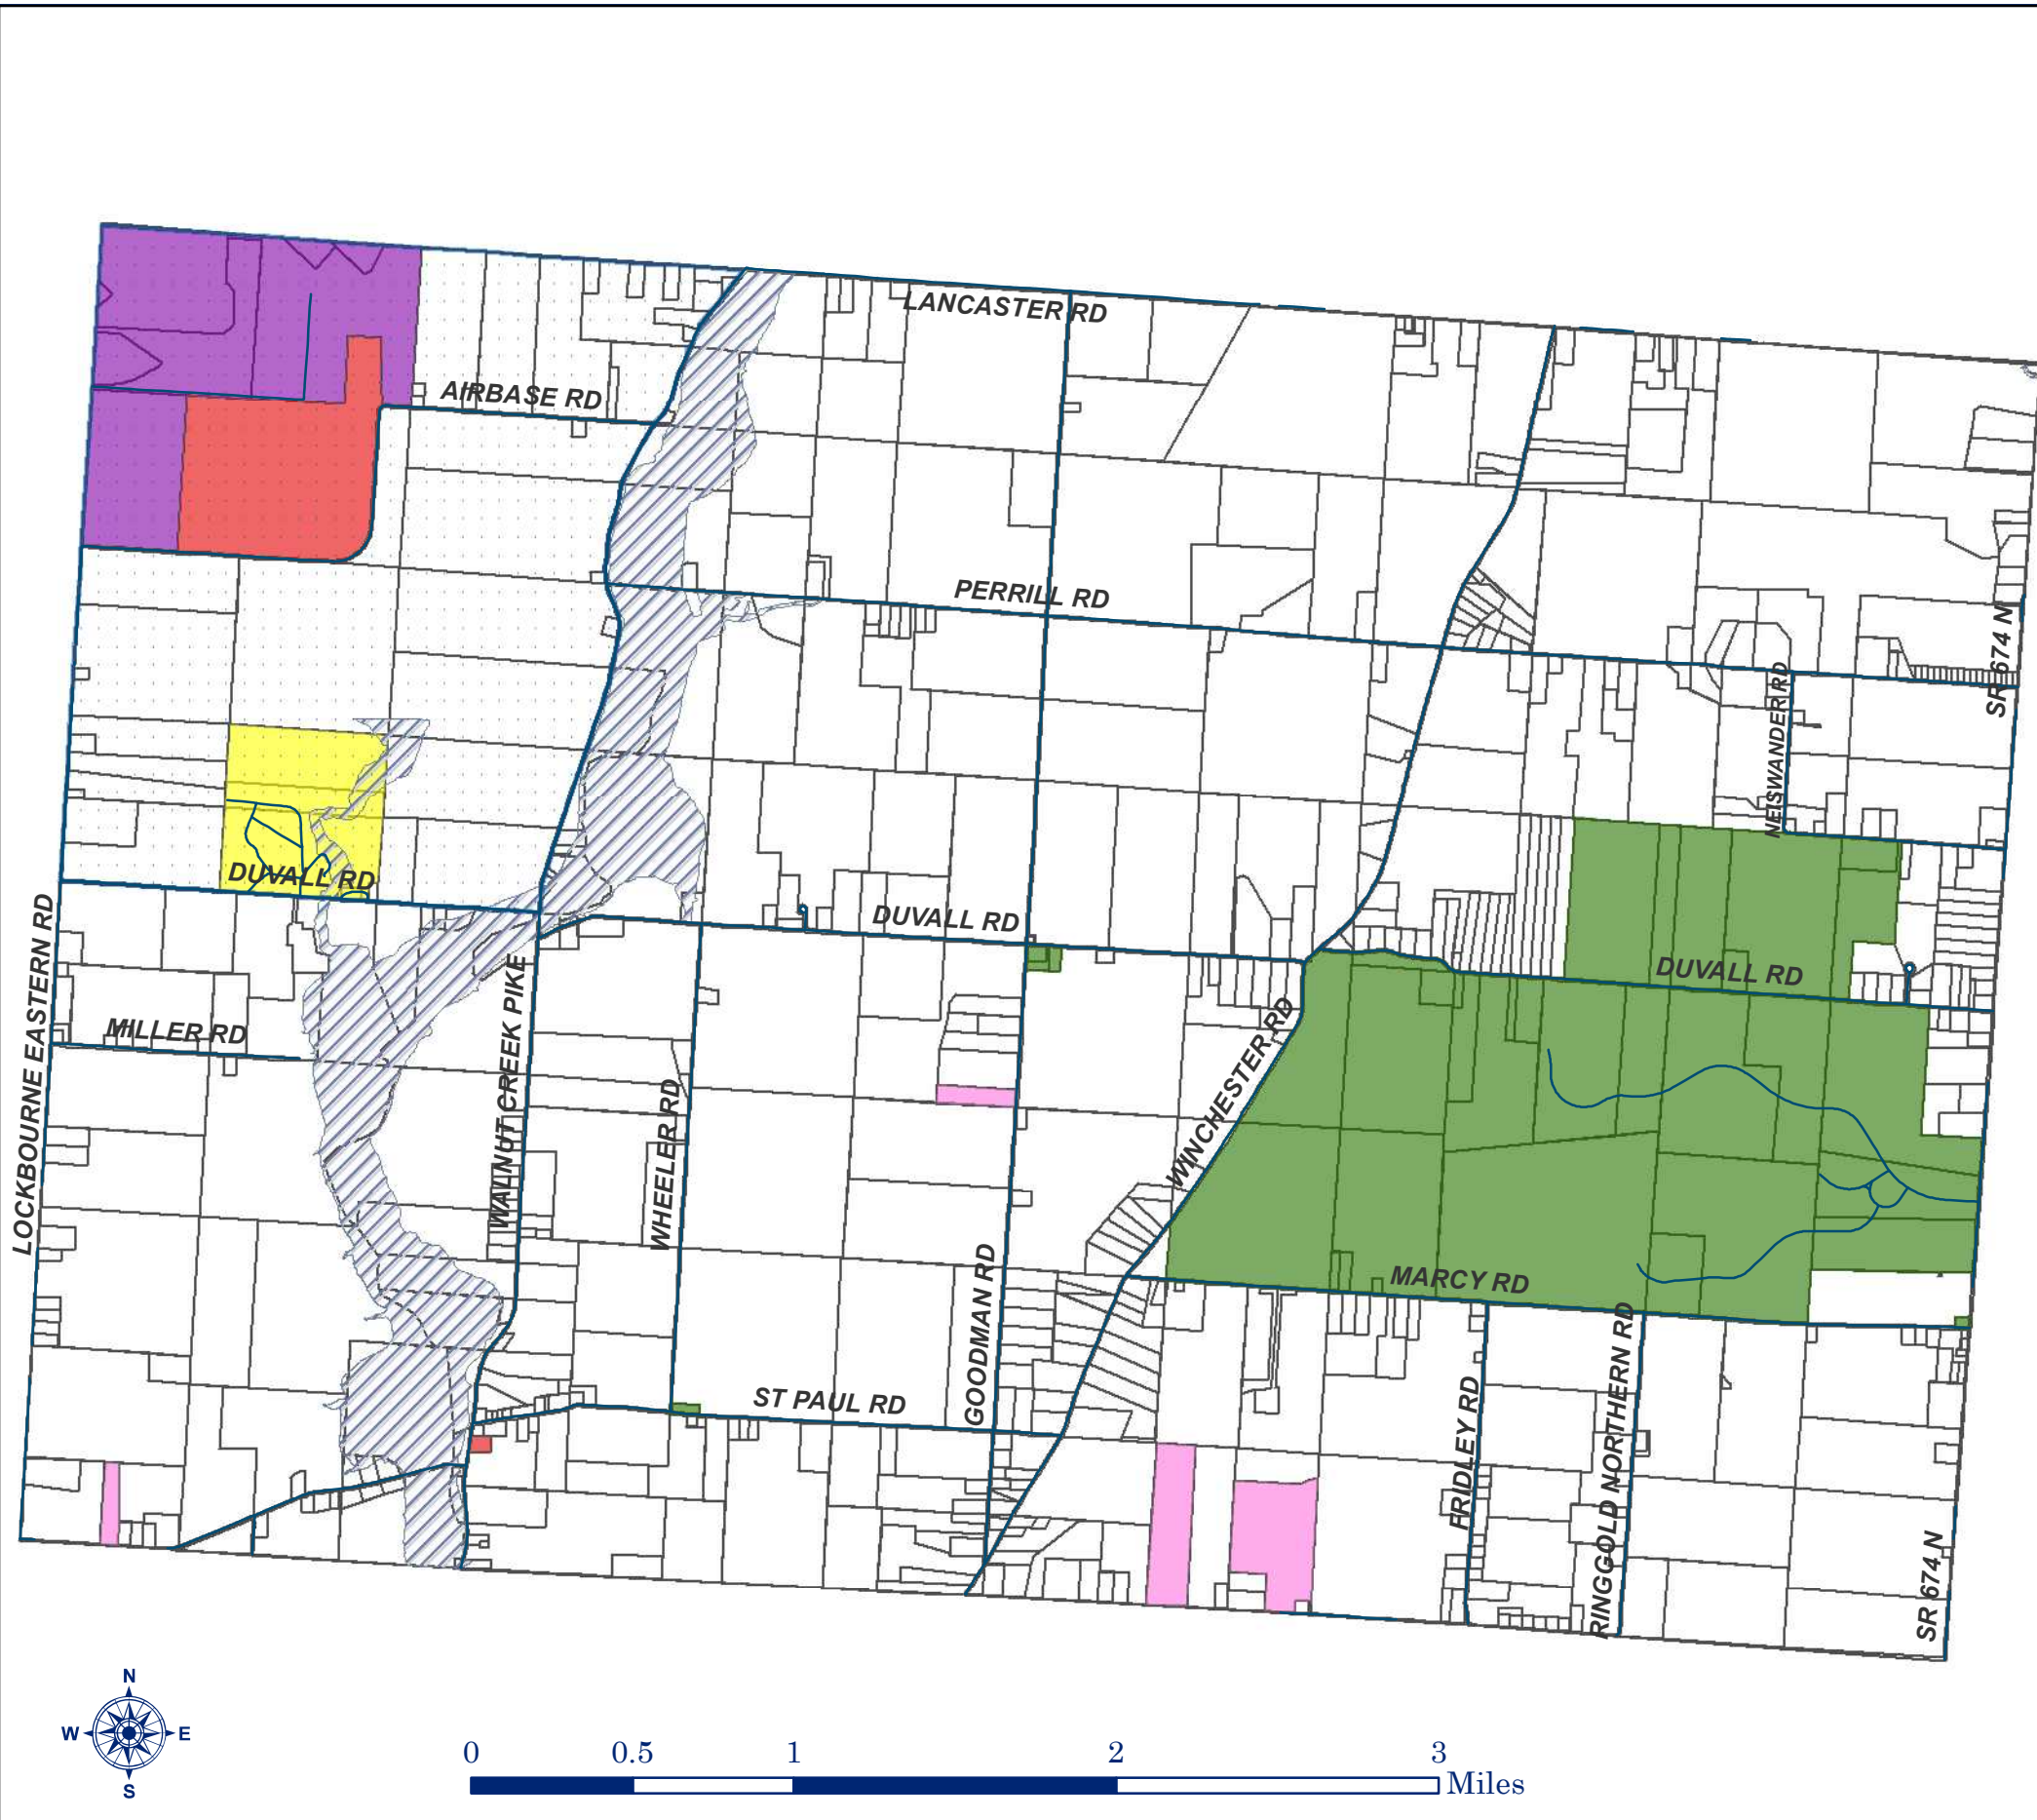 LANCASTER RD
AIRBASE RD
PERRILL RD
SR 674 N
NEISWANDER RD
DUVALL RD
DUVALL RD
DUVALL RD
LOCKBOURNE EASTERN RD
MILLER RD
WALNUT CREEK PIKE
WHEELER RD
WINCHESTER RD
GOODMAN RD
MARCY RD
ST PAUL RD
FRIDLEY RD
RINGGOLD NORTHERN RD
SR 674 N
N
W E
S
0 0.5 1 2 3
Miles